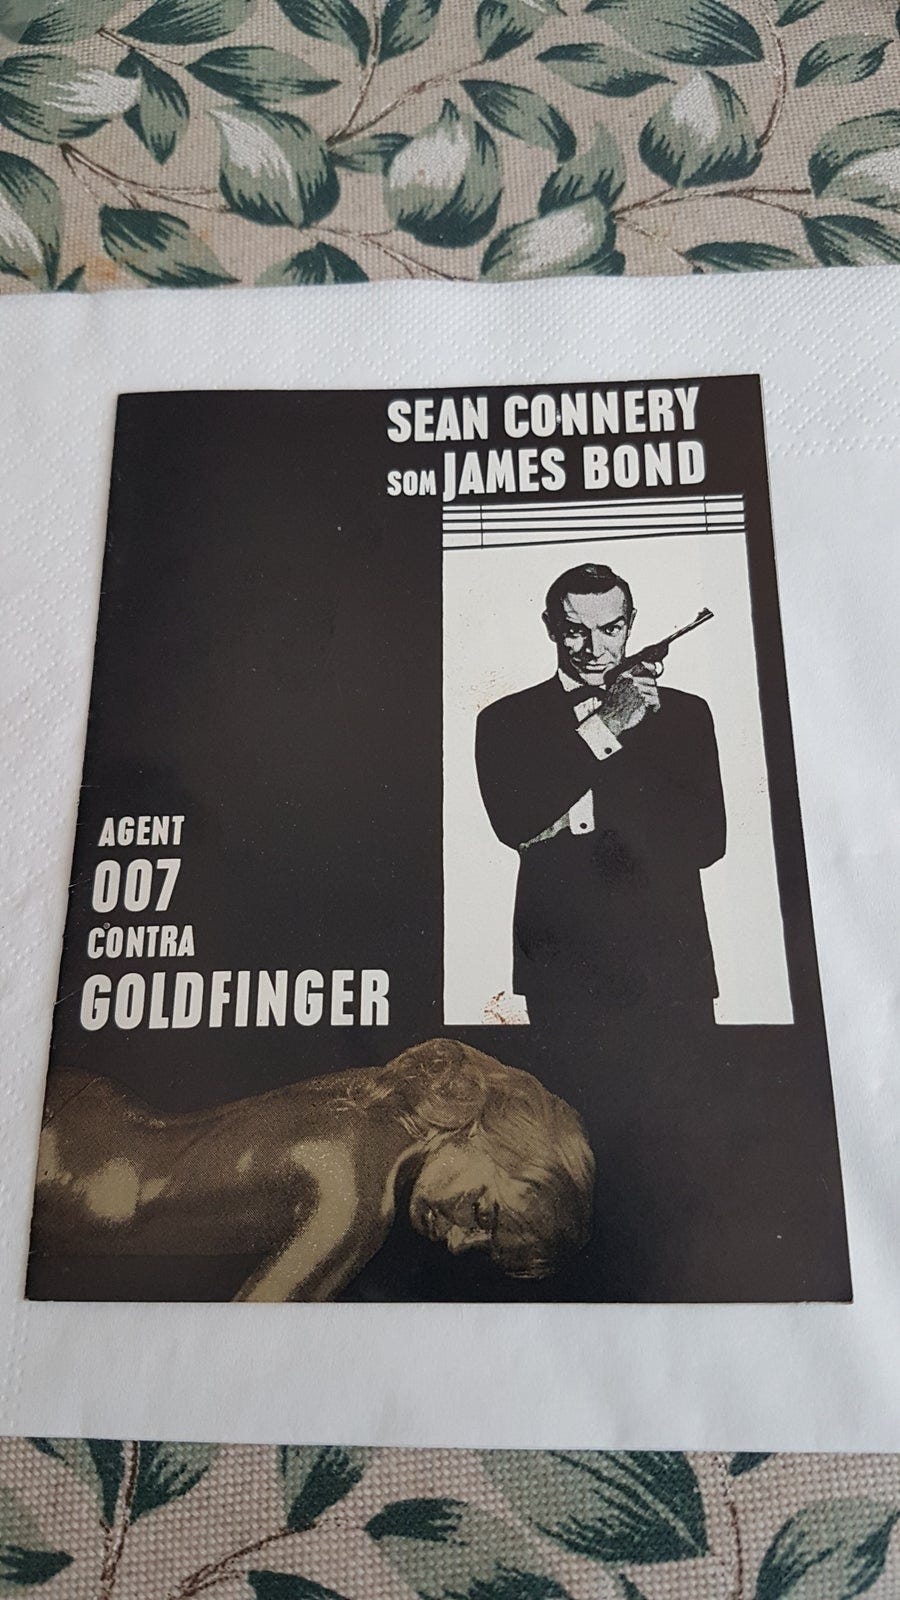 SEAN CONNERY
SOM JAMES BOND
AGENT
007
CONTRA
GOLDFINGER